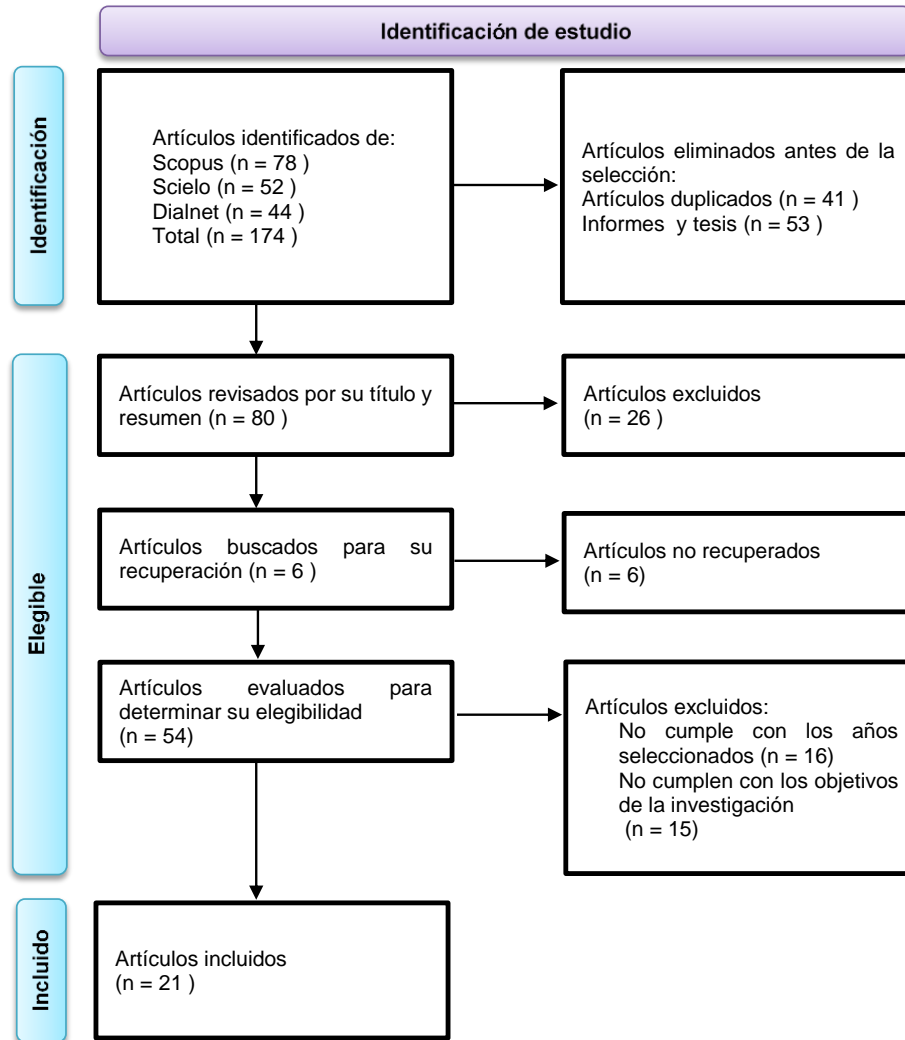 Identificación de estudio
Identificación
Artículos identificados de:
Scopus (n = 78 )
Scielo (n = 52 )
Dialnet (n = 44 )
Total (n = 174 )
Artículos eliminados antes de la
selección:
Artículos duplicados (n = 41 )
Informes y tesis (n = 53 )
Elegible
Artículos revisados por su título y
resumen (n = 80 )
Artículos excluidos
(n = 26 )
Artículos buscados para su
recuperación (n = 6 )
Artículos no recuperados
(n = 6)
Artículos evaluados para
determinar su elegibilidad
(n = 54)
Artículos excluidos:
No cumple con los años
seleccionados (n = 16)
No cumplen con los objetivos
de la investigación
(n = 15)
Incluido
Artículos incluidos
(n = 21 )